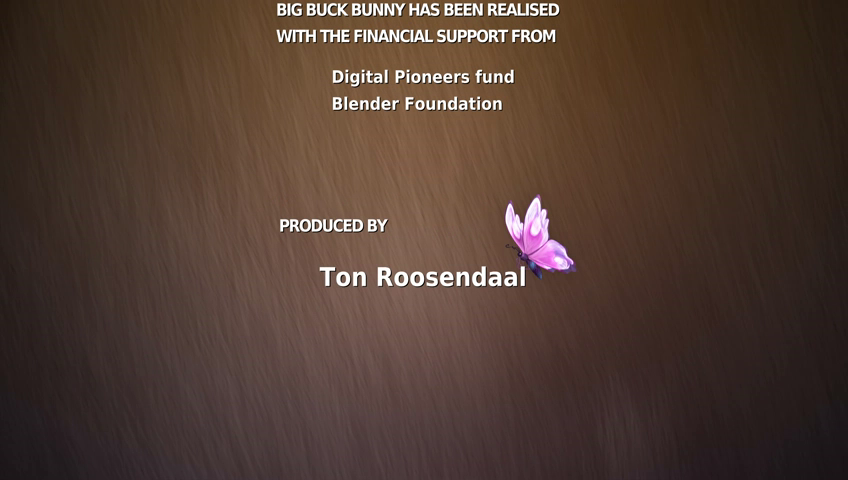 BIG BUCK BUNNY HAS BEEN REALISED
WITH THE FINANCIAL SUPPORT FROM
Digital Pioneers fund
Blender Foundation
PRODUCED BY
Ton Roosendaal